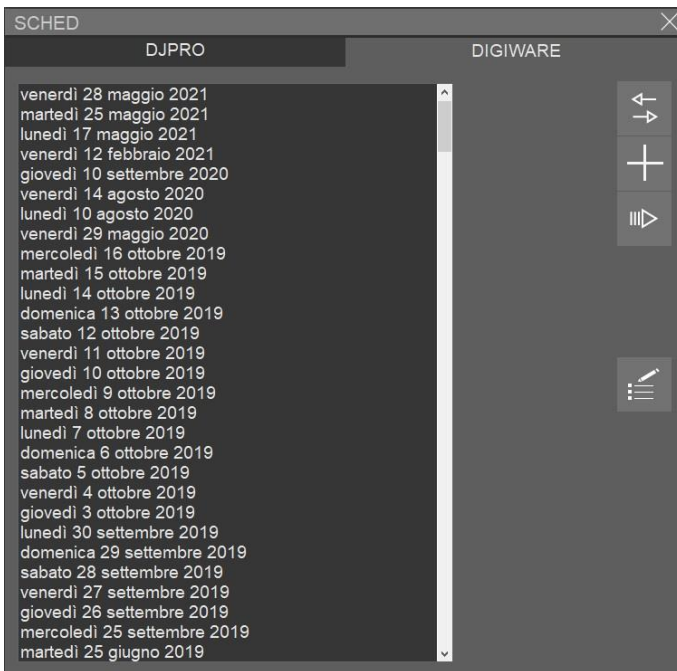 SCHED
DJPRO
DIGIWARE
venerdì 28 maggio 2021
martedì 25 maggio 2021
lunedì 17 maggio 2021
venerdì 12 febbraio 2021
giovedì 10 settembre 2020
venerdì 14 agosto 2020
lunedì 10 agosto 2020
venerdì 29 maggio 2020
mercoledì 16 ottobre 2019
martedì 15 ottobre 2019
lunedì 14 ottobre 2019
domenica 13 ottobre 2019
sabato 12 ottobre 2019
venerdì 11 ottobre 2019
giovedì 10 ottobre 2019
mercoledì 9 ottobre 2019
martedì 8 ottobre 2019
lunedì 7 ottobre 2019
domenica 6 ottobre 2019
sabato 5 ottobre 2019
venerdì 4 ottobre 2019
giovedì 3 ottobre 2019
lunedì 30 settembre 2019
domenica 29 settembre 2019
sabato 28 settembre 2019
venerdì 27 settembre 2019
giovedì 26 settembre 2019
mercoledì 25 settembre 2019
martedì 25 giugno 2019